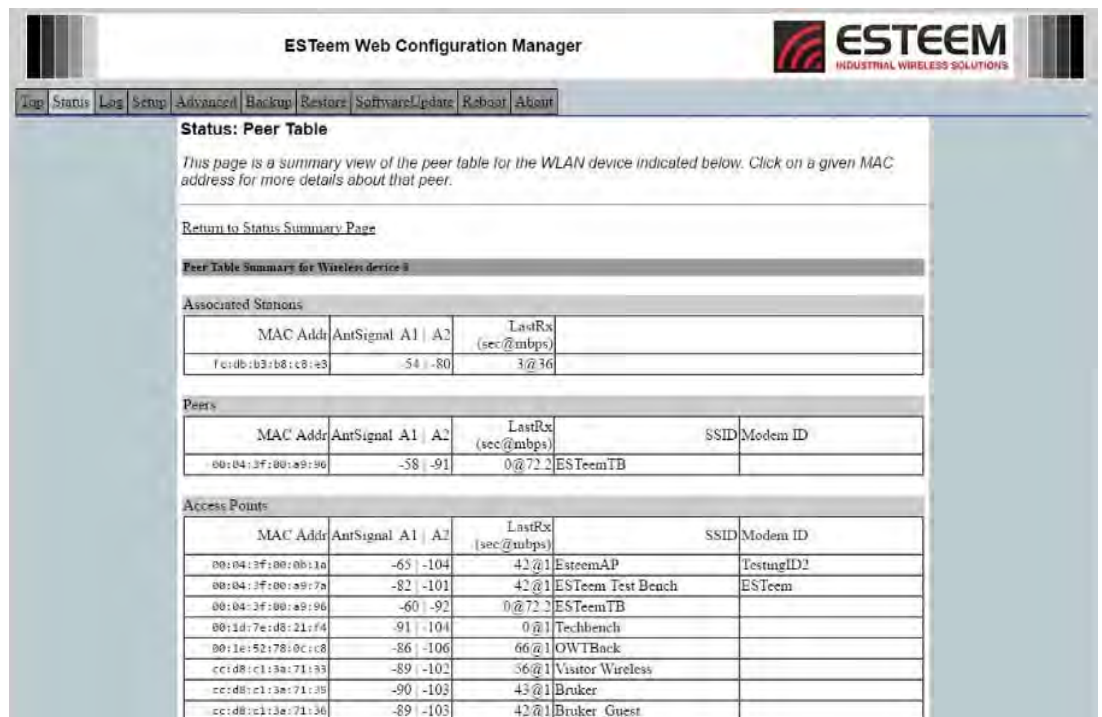 ESTeem Web Configuration Manager
ESTEEM
INDUSTRIAL WIRELESS SOLUTIONS
Top Status Log Setup Advanced Backup Restore SoftwareUpdate Reboot About
Status: Peer Table
This page is a summary view of the peer table for the WLAN device indicated below. Click on a given MAC
address for more details about that peer.
Return to Status Summary Page
Peer Table Summary for Wireless device 0
Associated Stations
MAC Addr AntSignal A1 | A2 LastRx (sec@mbps)
fc:db:b3:b8:c8:e3 -54 | -80 3@36
Peers
MAC Addr AntSignal A1 | A2 LastRx (sec@mbps) SSID Modem ID
00:04:3f:00:a9:96 -58 | -91 0@72.2 ESTeemTB
Access Points
MAC Addr AntSignal A1 | A2 LastRx (sec@mbps) SSID Modem ID
00:04:3f:00:0b:1a -65 | -104 42@1 EsteemAP TestingID2
00:04:3f:00:a9:7a -82 | -101 42@1 ESTeem Test Bench ESTeem
00:04:3f:00:a9:96 -60 | -92 0@72.2 ESTeemTB
00:1d:7e:d8:21:f4 -91 | -104 0@1 Techbench
00:1e:52:78:0c:c8 -86 | -106 66@1 OWTBack
cc:d8:c1:3a:71:33 -89 | -102 56@1 Visitor Wireless
cc:d8:c1:3a:71:35 -90 | -103 43@1 Bruker
cc:d8:c1:3a:71:36 -89 | -103 42@1 Bruker_Guest